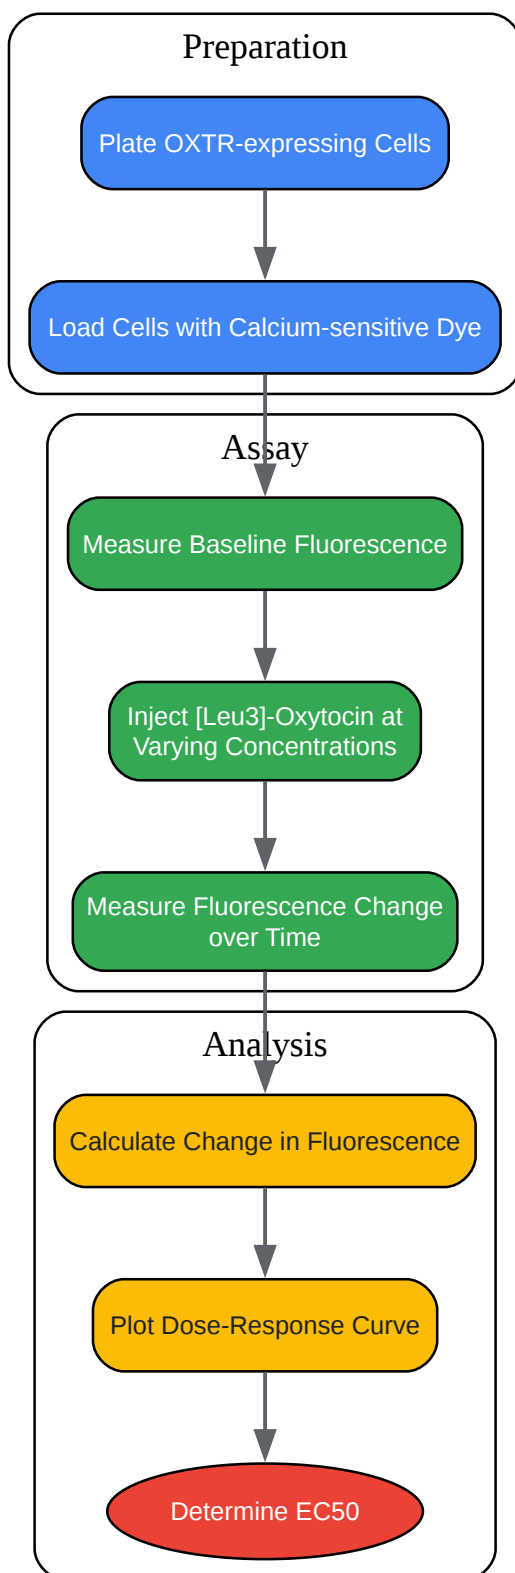 Preparation
Plate OXTR-expressing Cells
Load Cells with Calcium-sensitive Dye
Assay
Measure Baseline Fluorescence
Inject [Leu3]-Oxytocin at
Varying Concentrations
Measure Fluorescence Change
over Time
Analysis
Calculate Change in Fluorescence
Plot Dose-Response Curve
Determine EC50